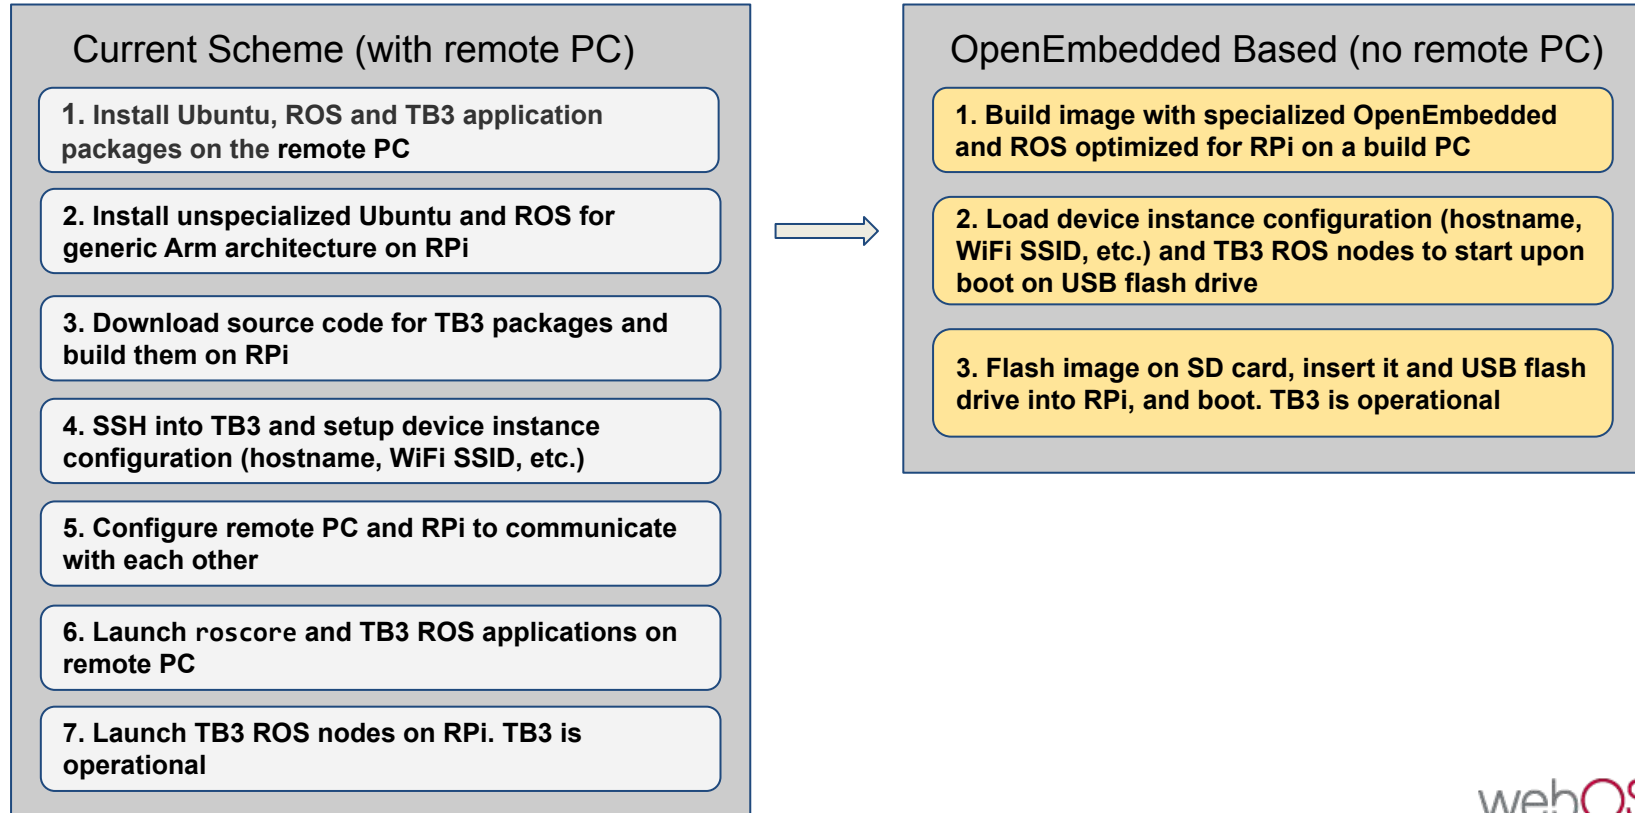 Current Scheme (with remote PC)
1. Install Ubuntu, ROS and TB3 application
packages on the remote PC
2. Install unspecialized Ubuntu and ROS for
generic Arm architecture on RPi
3. Download source code for TB3 packages and
build them on RPi
4. SSH into TB3 and setup device instance
configuration (hostname, WiFi SSID, etc.)
5. Configure remote PC and RPi to communicate
with each other
6. Launch roscore and TB3 ROS applications on
remote PC
7. Launch TB3 ROS nodes on RPi. TB3 is
operational
OpenEmbedded Based (no remote PC)
1. Build image with specialized OpenEmbedded
and ROS optimized for RPi on a build PC
2. Load device instance configuration (hostname,
WiFi SSID, etc.) and TB3 ROS nodes to start upon
boot on USB flash drive
3. Flash image on SD card, insert it and USB flash
drive into RPi, and boot. TB3 is operational
webOS